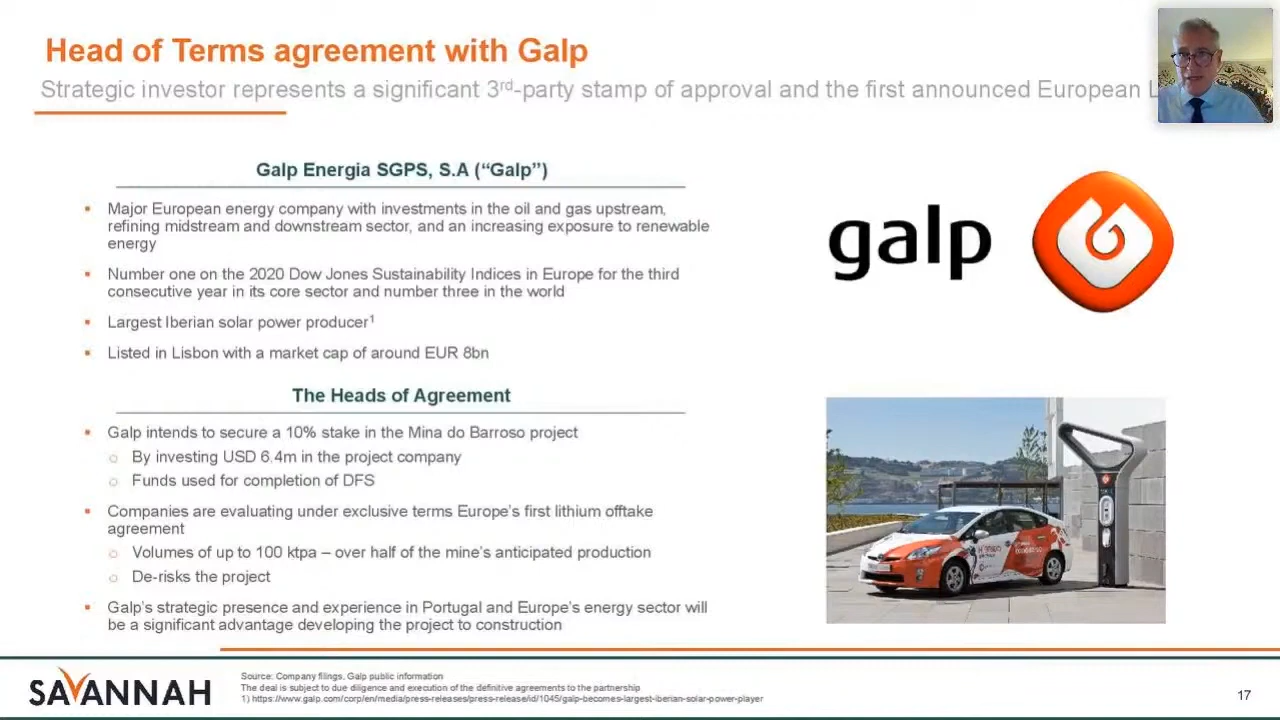 Head of Terms agreement with Galp
Strategic investor represents a significant 3rd-party stamp of approval and the first announced European
Galp Energia SGPS, S.A (“Galp”)
Major European energy company with investments in the oil and gas upstream,
refining midstream and downstream sector, and an increasing exposure to renewable
energy
Number one on the 2020 Dow Jones Sustainability Indices in Europe for the third
consecutive year in its core sector and number three in the world
Largest Iberian solar power producer1
Listed in Lisbon with a market cap of around EUR 8bn
The Heads of Agreement
Galp intends to secure a 10% stake in the Mina do Barroso project
By investing USD 6.4m in the project company
Funds used for completion of DFS
Companies are evaluating under exclusive terms Europe’s first lithium offtake
agreement
Volumes of up to 100 ktpa – over half of the mine’s anticipated production
De-risks the project
Galp’s strategic presence and experience in Portugal and Europe’s energy sector will
be a significant advantage developing the project to construction
galp
SAVANNAH
Source: Company filings, Galp public information
The deal is subject to due diligence and execution of the definitive agreements to the partnership
1) https://www.galp.com/corp/en/media/press-releases/press-release/id/1045/galp-becomes-largest-iberian-solar-power-player
17